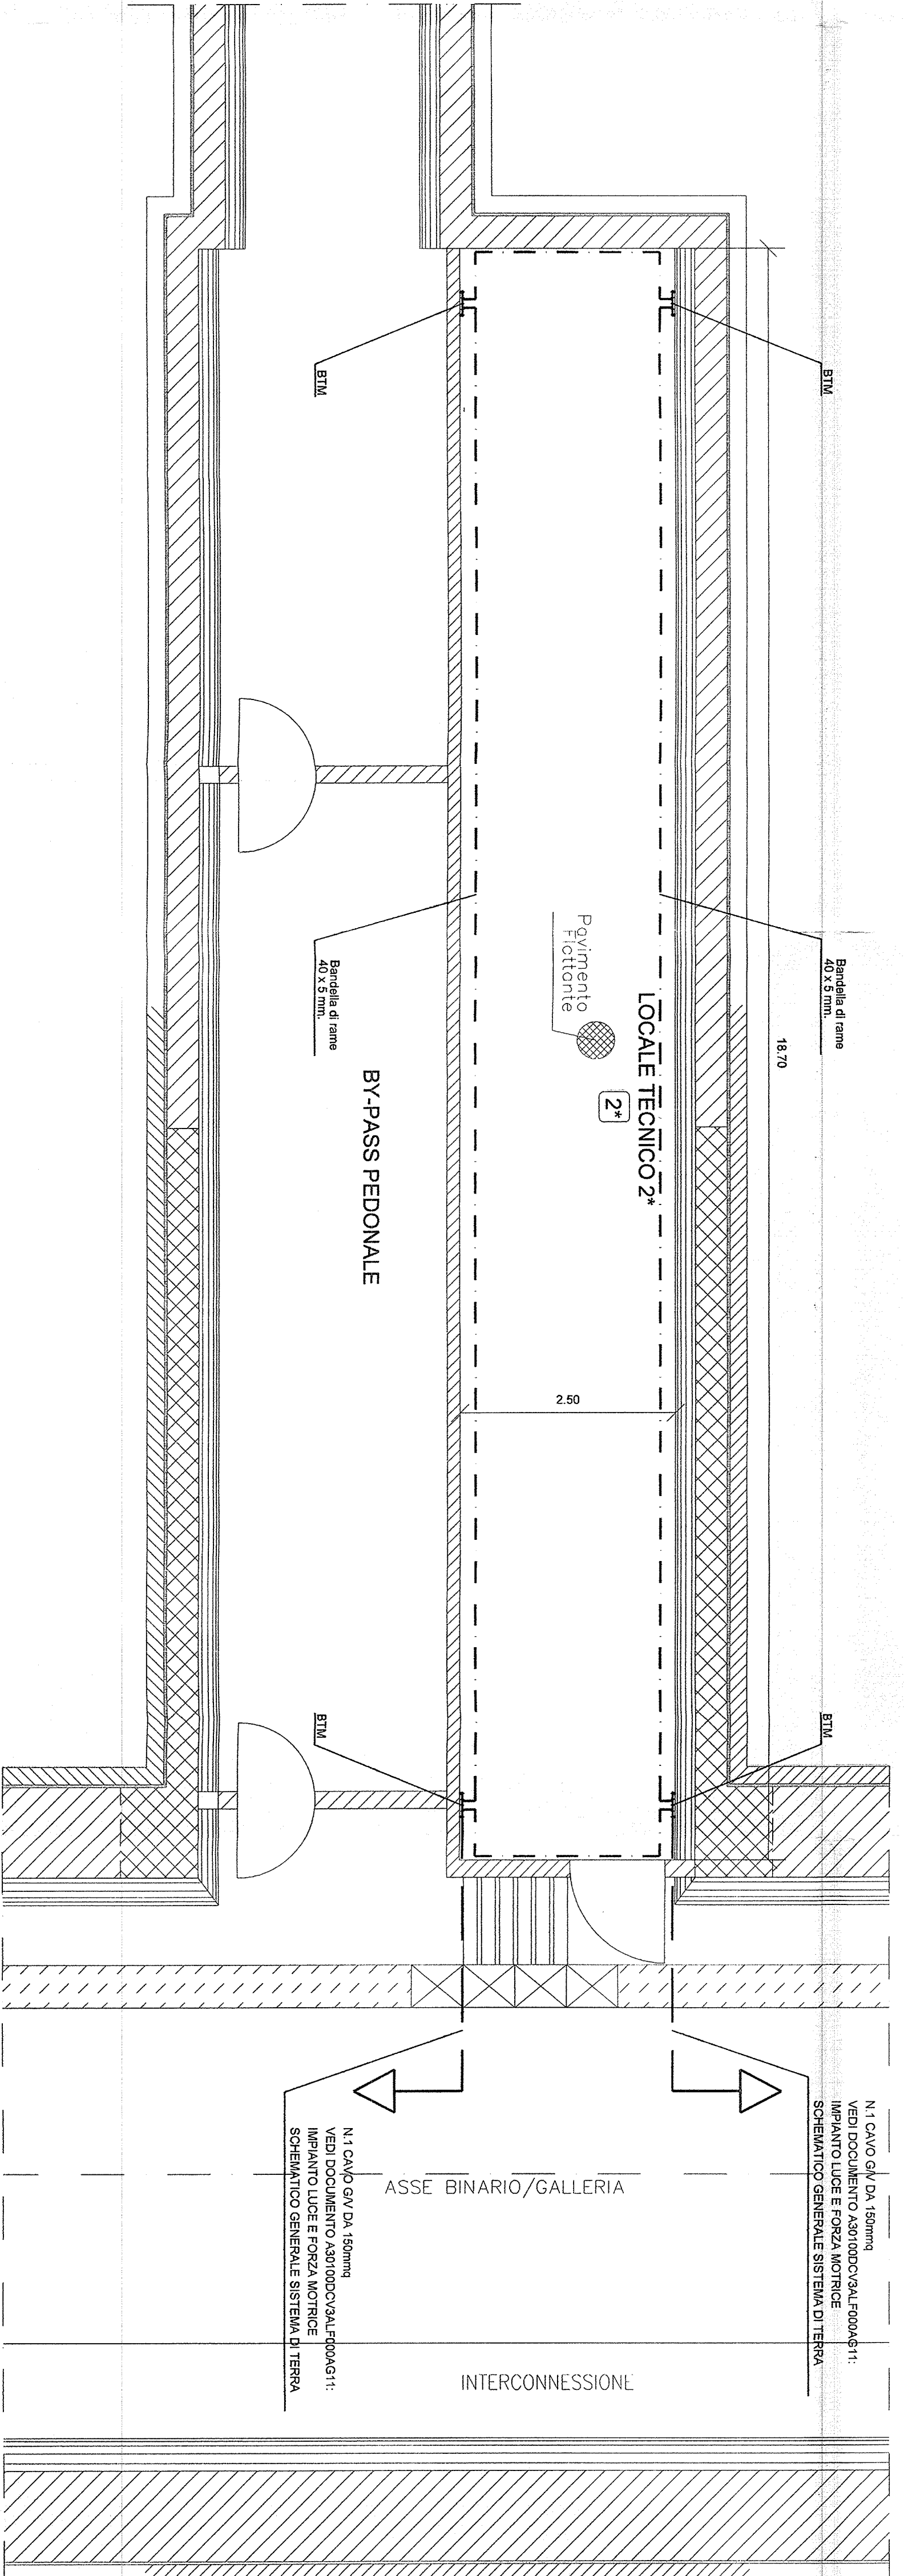 BTM
BTM
Bandella di rame
40 x 5 mm.
Bandella di rame
40 x 5 mm.
18.70
Pavimento
Flottante
LOCALE TECNICO 2*
2*
BY-PASS PEDONALE
2.50
BTM
BTM
N.1 CAVO G/V DA 150mmq
VEDI DOCUMENTO A30100DCV3ALF000AG11:
IMPIANTO LUCE E FORZA MOTRICE
SCHEMATICO GENERALE SISTEMA DI TERRA
N.1 CAVO G/V DA 150mmq
VEDI DOCUMENTO A30100DCV3ALF000AG11:
IMPIANTO LUCE E FORZA MOTRICE
SCHEMATICO GENERALE SISTEMA DI TERRA
ASSE BINARIO/GALLERIA
INTERCONNESSIONE